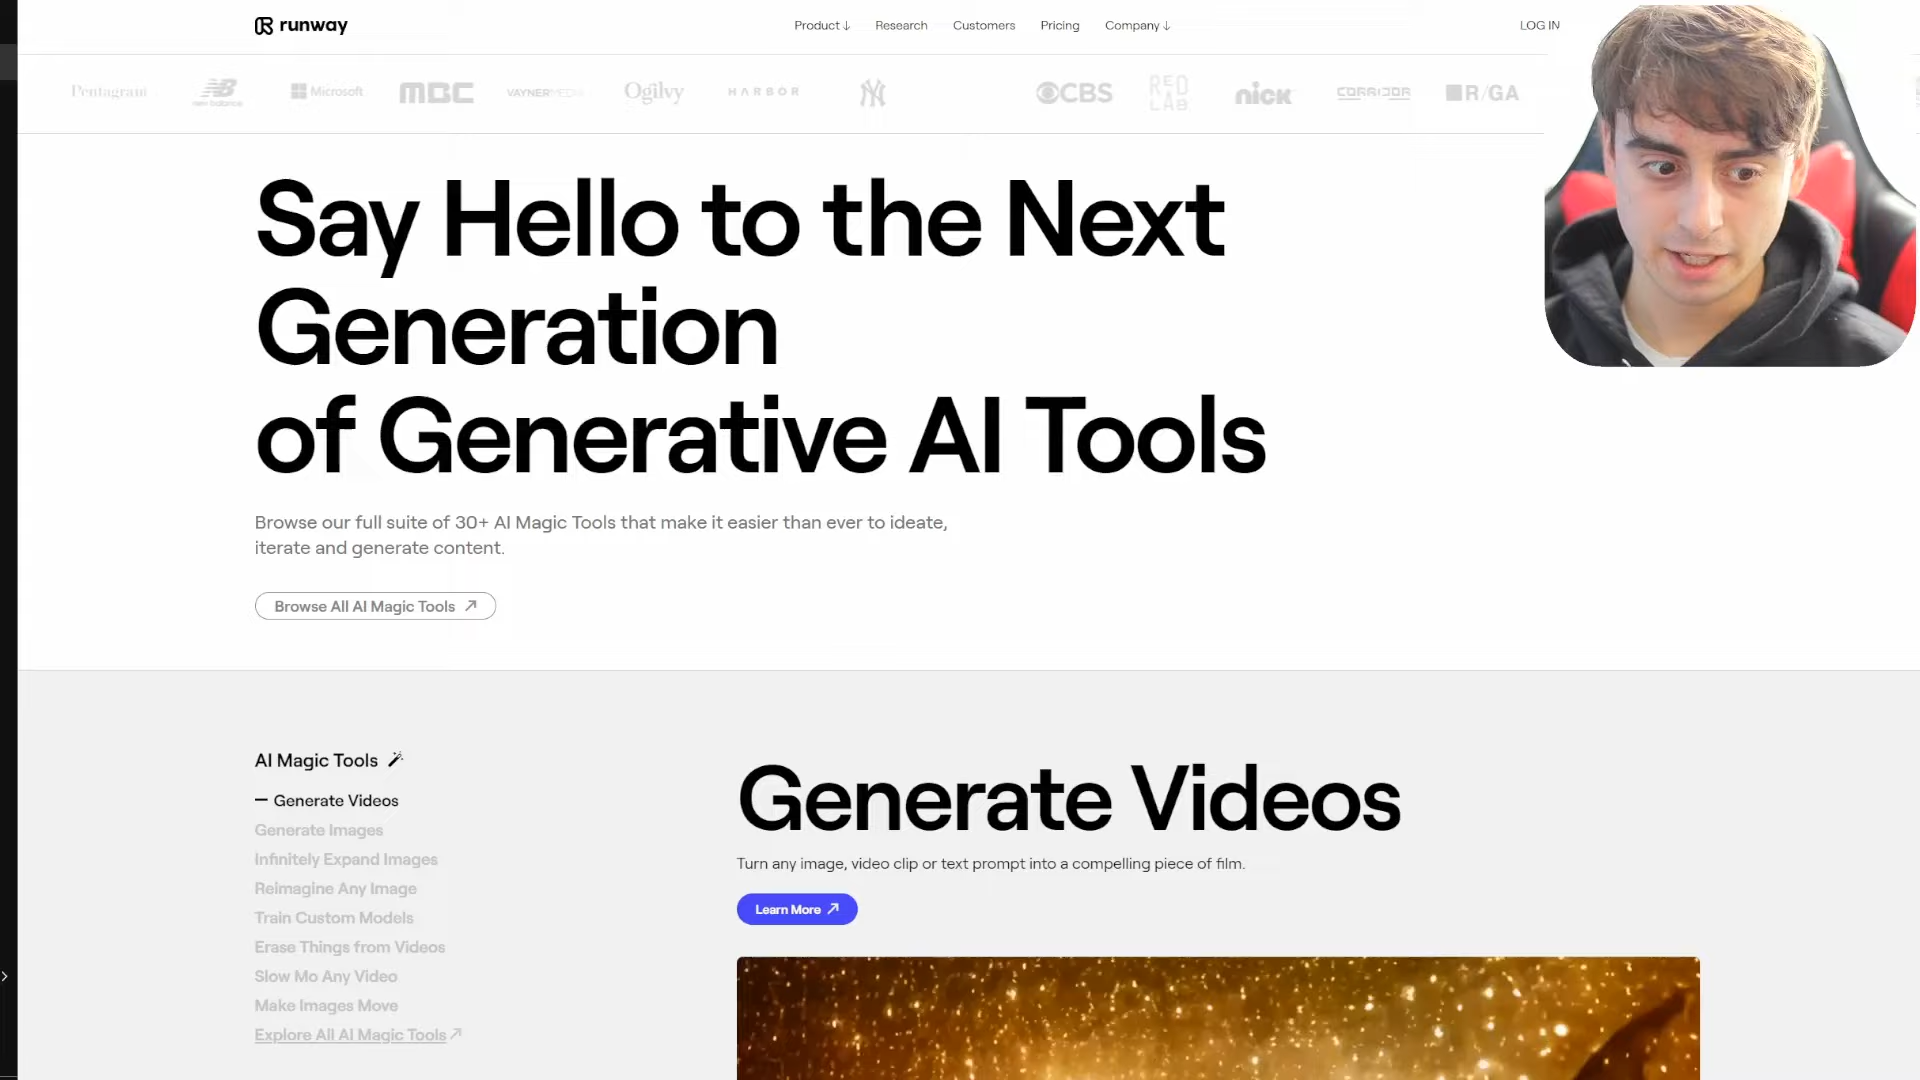 runway
Product ↓ Research Customers Pricing Company ↓ LOG IN
Pentagram new balance Microsoft MBC VAYNERMEDIA Ogilvy HARBOR NY CBS RED LAB nick CORRIDOR R/GA
Say Hello to the Next
Generation
of Generative AI Tools
Browse our full suite of 30+ AI Magic Tools that make it easier than ever to ideate,
iterate and generate content.
Browse All AI Magic Tools ↗
AI Magic Tools
Generate Videos
Generate Images
Infinitely Expand Images
Reimagine Any Image
Train Custom Models
Erase Things from Videos
Slow Mo Any Video
Make Images Move
Explore All AI Magic Tools ↗
Generate Videos
Turn any image, video clip or text prompt into a compelling piece of film.
Learn More ↗